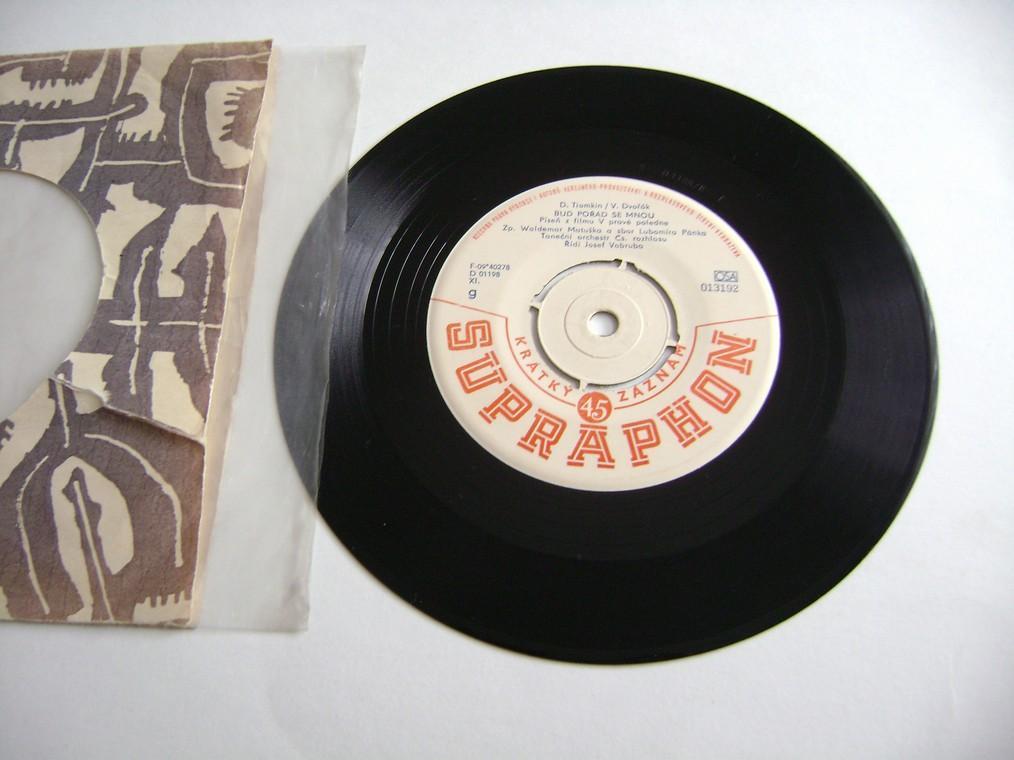 D. Tiomkin / V. Dvořák
BUĎ POŘÁD SE MNOU
Píseň z filmu V pravé poledne
Zp. Waldemar Matuška a sbor Lubomíra Pánka
Taneční orchestr Čs. rozhlasu
Řídí Josef Vobruba
F-09*40278
D 01198
XI.
g
OSA
013192
KRÁTKÝ 45 ZÁZNAM
SUPRAPHON